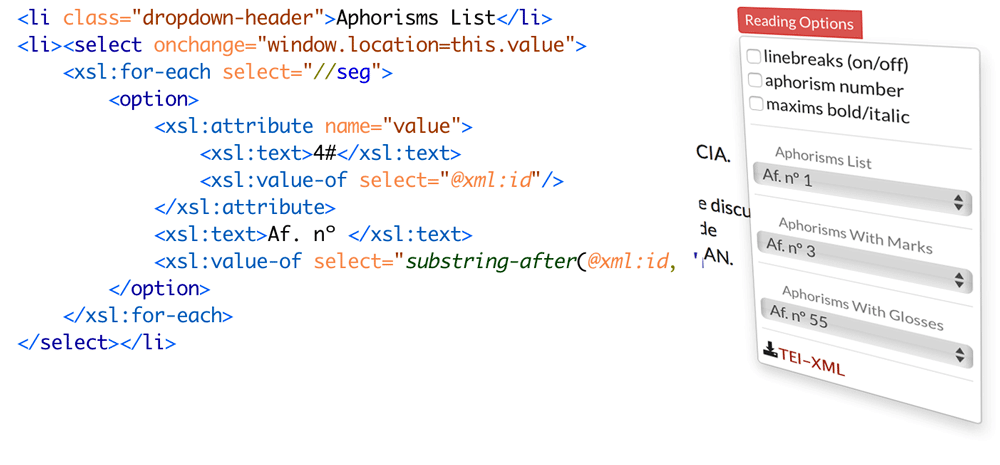 <li class="dropdown-header">Aphorisms List</li>
<li><select onchange="window.location=this.value">
<xsl:for-each select="//seg">
<option>
<xsl:attribute name="value">
<xsl:text>4#</xsl:text>
<xsl:value-of select="@xml:id"/>
</xsl:attribute>
<xsl:text>Af. nº </xsl:text>
<xsl:value-of select="substring-after(@xml:id, '
</option>
</xsl:for-each>
</select></li>
CIA.
e discu
de
AN.
Reading Options
linebreaks (on/off)
aphorism number
maxims bold/italic
Aphorisms List
Af. nº 1
Aphorisms With Marks
Af. nº 3
Aphorisms With Glosses
Af. nº 55
TEI-XML